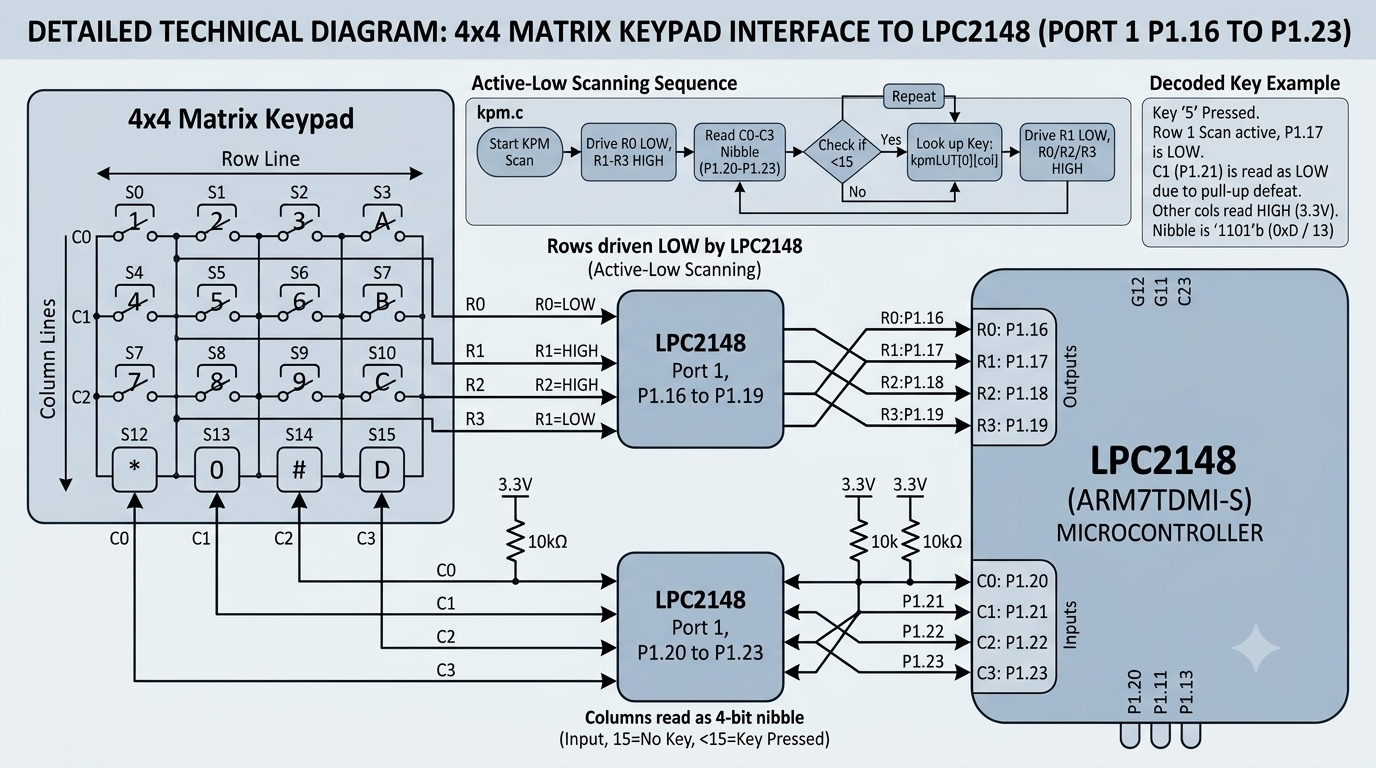 DETAILED TECHNICAL DIAGRAM: 4x4 MATRIX KEYPAD INTERFACE TO LPC2148 (PORT 1 P1.16 TO P1.23)
4x4 Matrix Keypad
Row Line
S0 S1 S2 S3
1 2 3 A
C0
S4 S5 S6 S7
4 5 6 B
C1
S7 S8 S9 S10
7 8 9 C
C2
S12 S13 S14 S15
* 0 # D
Column Lines
C0 C1 C2 C3
Active-Low Scanning Sequence
kpm.c
Start KPM
Scan
Drive R0 LOW,
R1-R3 HIGH
Read C0-C3
Nibble
(P1.20-P1.23)
Check if
<15
Repeat
Yes
No
Look up Key:
kpmLUT[0][col]
Drive R1 LOW,
R0/R2/R3
HIGH
Decoded Key Example
Key '5' Pressed.
Row 1 Scan active, P1.17
is LOW.
C1 (P1.21) is read as LOW
due to pull-up defeat.
Other cols read HIGH (3.3V).
Nibble is '1101'b (0xD / 13)
Rows driven LOW by LPC2148
(Active-Low Scanning)
R0 R0=LOW
R1 R1=HIGH
R2 R2=HIGH
R3 R1=LOW
LPC2148
Port 1,
P1.16 to P1.19
R0:P1.16
R1:P1.17
R2:P1.18
R3:P1.19
R0: P1.16
R1: P1.17
R2: P1.18
R3: P1.19
Outputs
G12
G11
C23
LPC2148
(ARM7TDMI-S)
MICROCONTROLLER
3.3V
10kΩ
C0
C1
C2
C3
LPC2148
Port 1,
P1.20 to P1.23
Columns read as 4-bit nibble
(Input, 15=No Key, <15=Key Pressed)
3.3V 3.3V
10k 10kΩ
P1.21
P1.22
P1.23
C0: P1.20
C1: P1.21
C2: P1.22
C3: P1.23
Inputs
P1.20
P1.11
P1.13